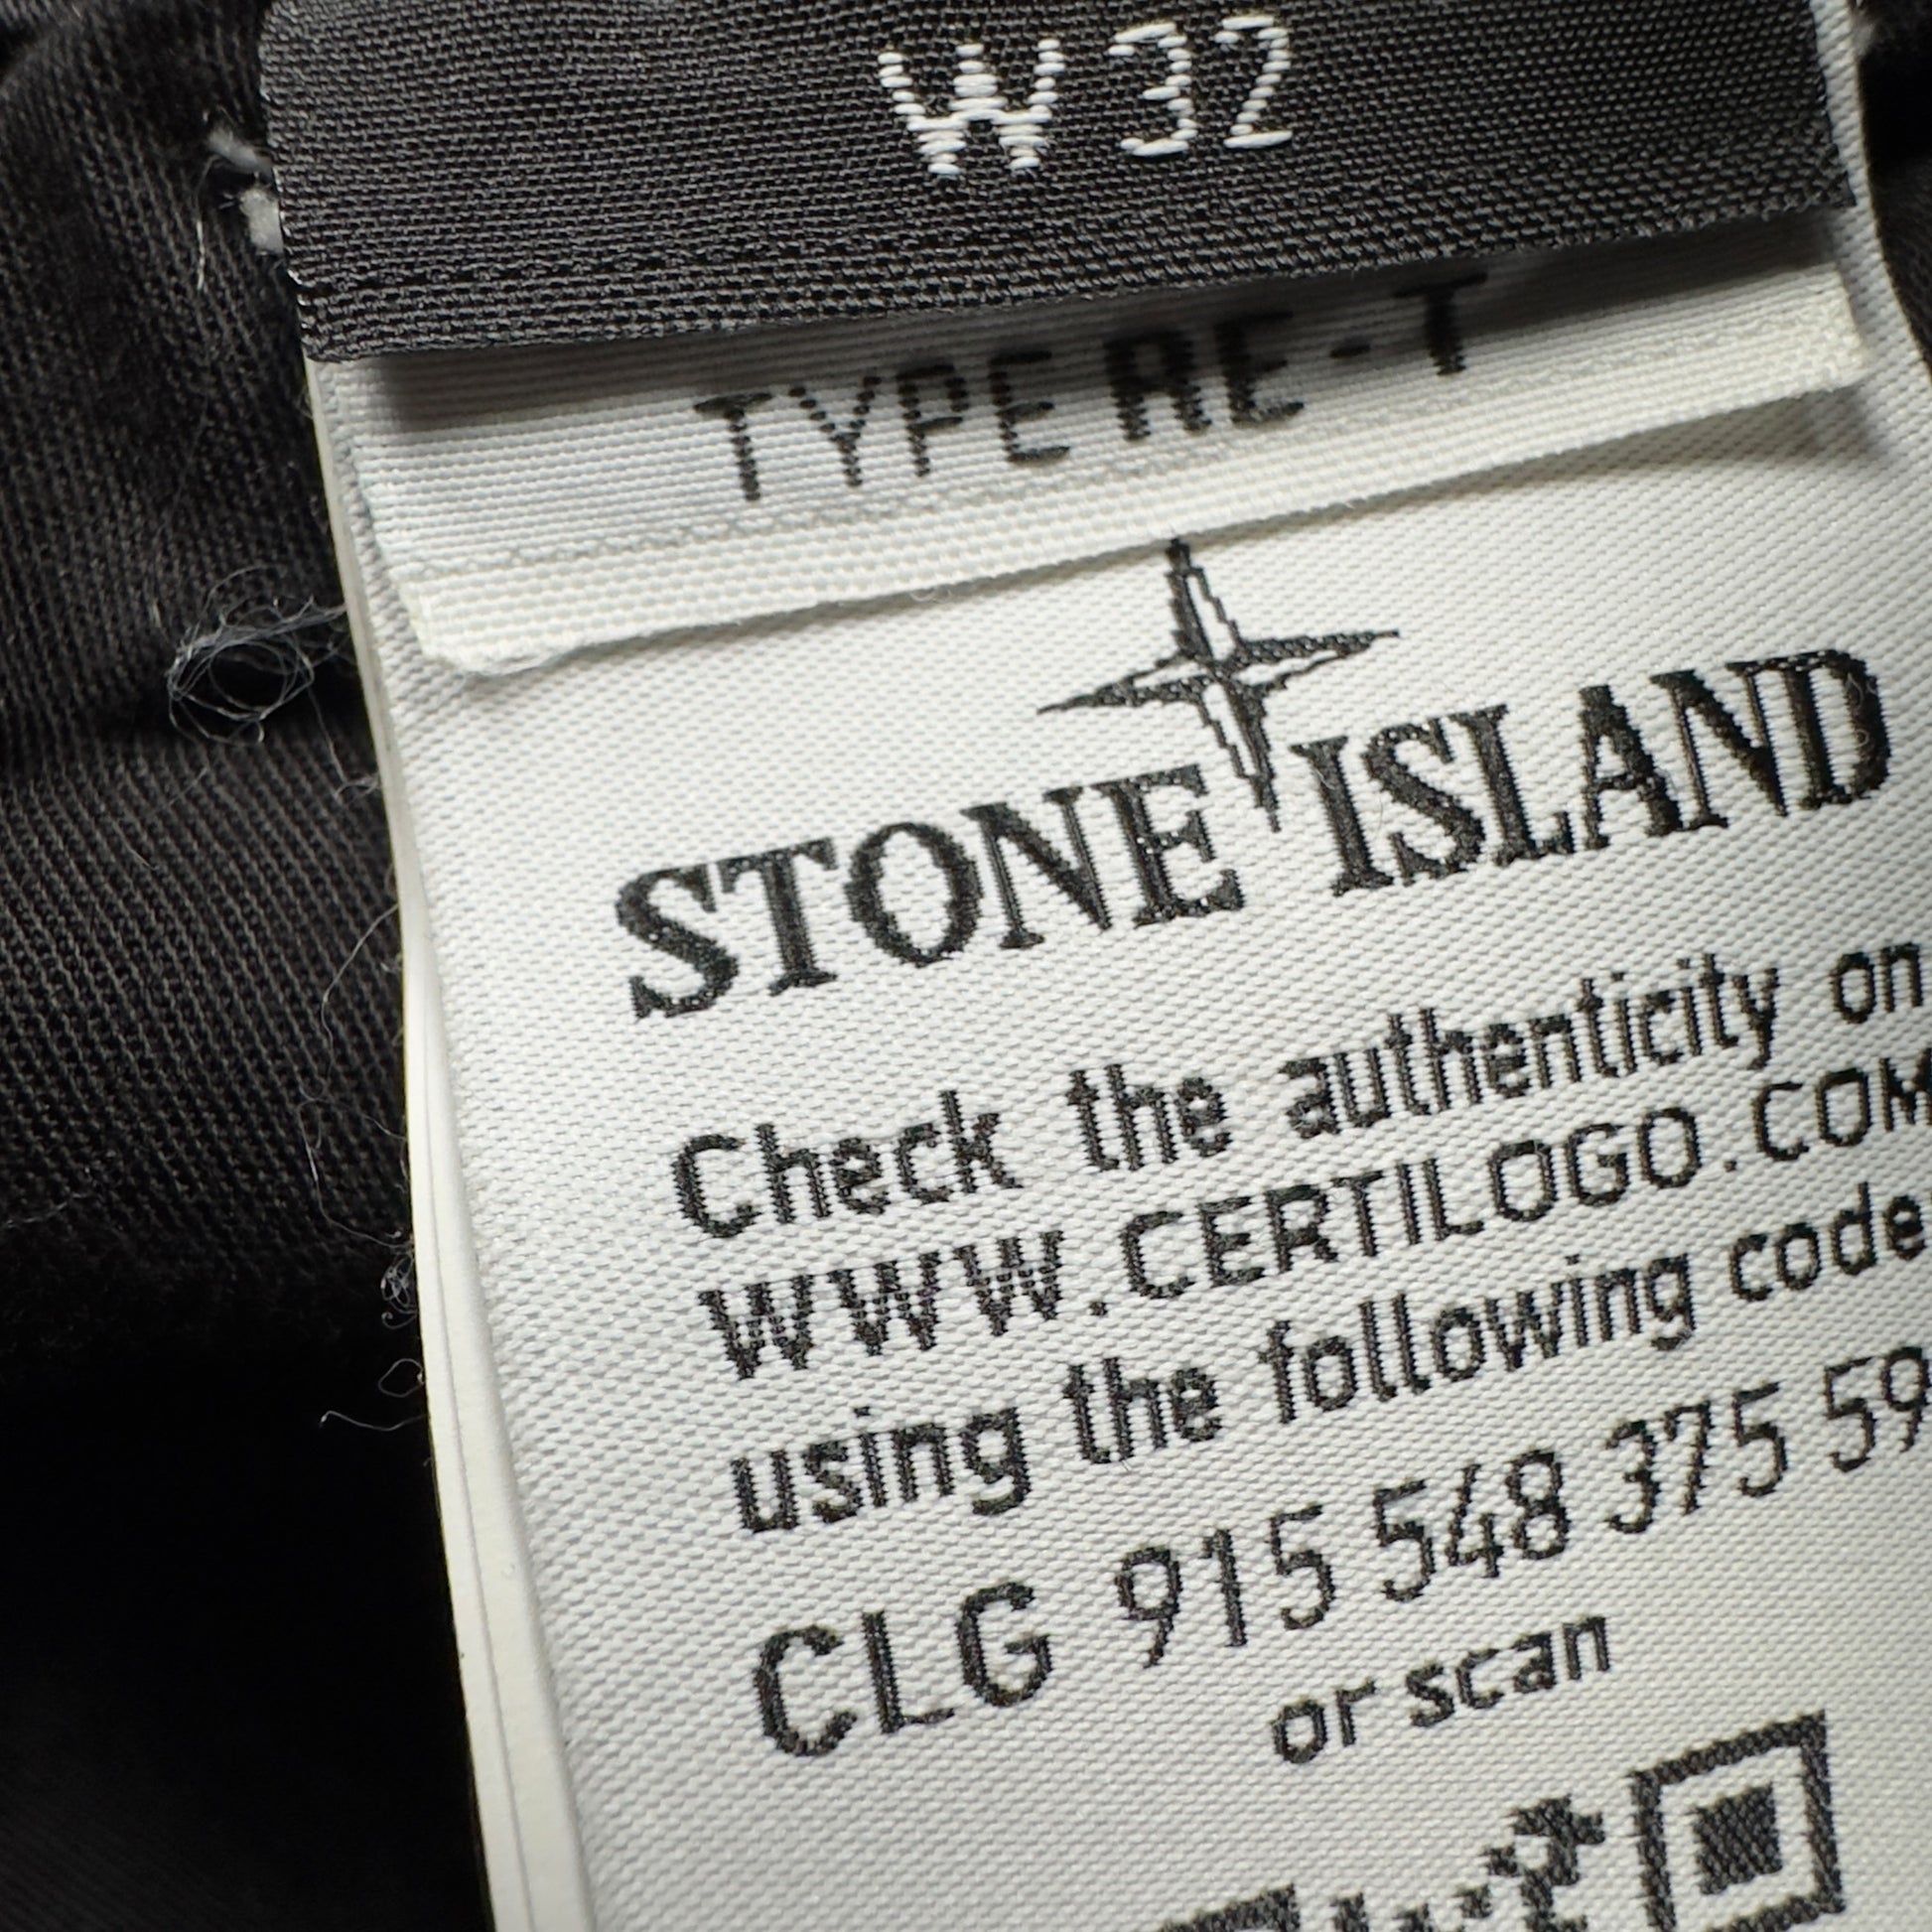 W 32
TYPE RE - T
STONE ISLAND
Check the authenticity on
WWW.CERTILOGO.COM
using the following code
CLG 915 548 375 59
or scan